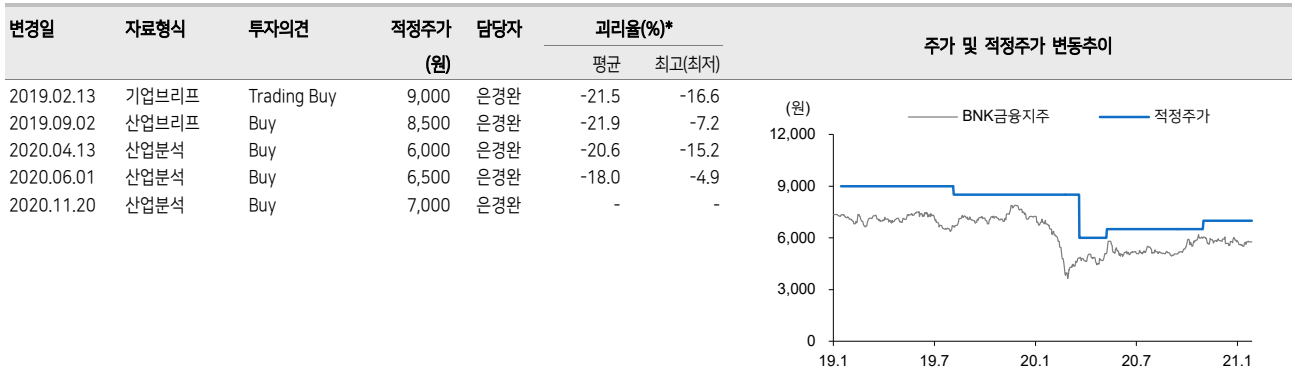 변경일 자료형식 투자의견 적정주가 담당자 괴리율(%)* 주가 및 적정주가 변동추이
(원) 평균 최고(최저)
2019.02.13 기업브리프 Trading Buy 9,000 은경완 -21.5 -16.6
2019.09.02 산업브리프 Buy 8,500 은경완 -21.9 -7.2
2020.04.13 산업분석 Buy 6,000 은경완 -20.6 -15.2
2020.06.01 산업분석 Buy 6,500 은경완 -18.0 -4.9
2020.11.20 산업분석 Buy 7,000 은경완 - -
(원) BNK금융지주 적정주가
12,000
9,000
6,000
3,000
0
19.1 19.7 20.1 20.7 21.1